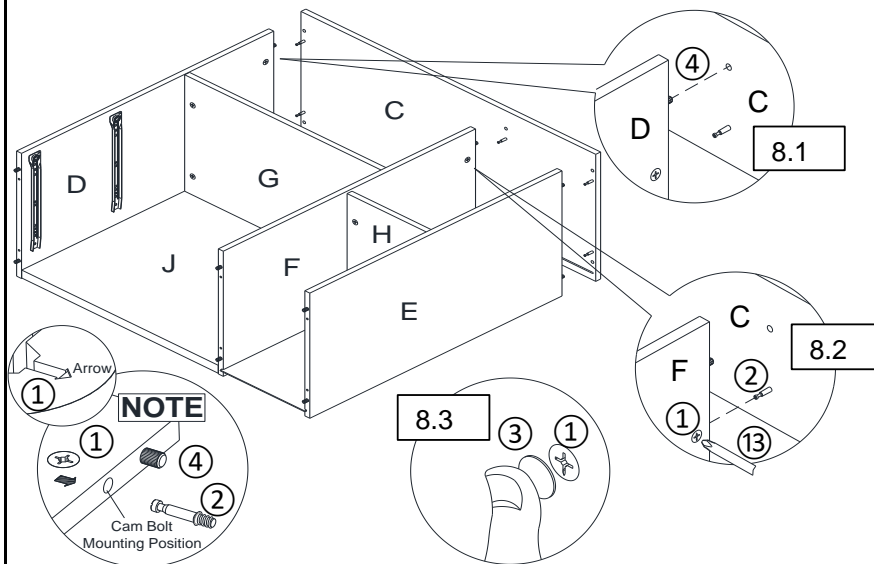 C
D
G
J
F
H
E
④
D
C
8.1
C
F
②
①
⑬
8.2
Arrow
①
NOTE
①
④
②
Cam Bolt
Mounting Position
8.3
③
①